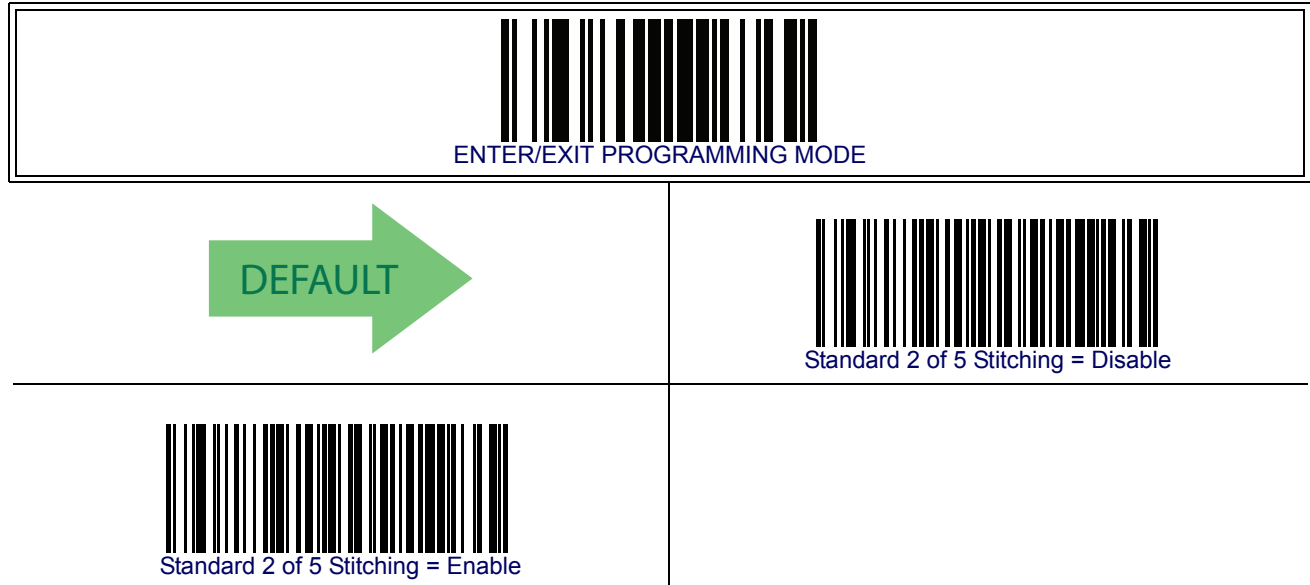 ENTER/EXIT PROGRAMMING MODE
DEFAULT
Standard 2 of 5 Stitching = Disable
Standard 2 of 5 Stitching = Enable